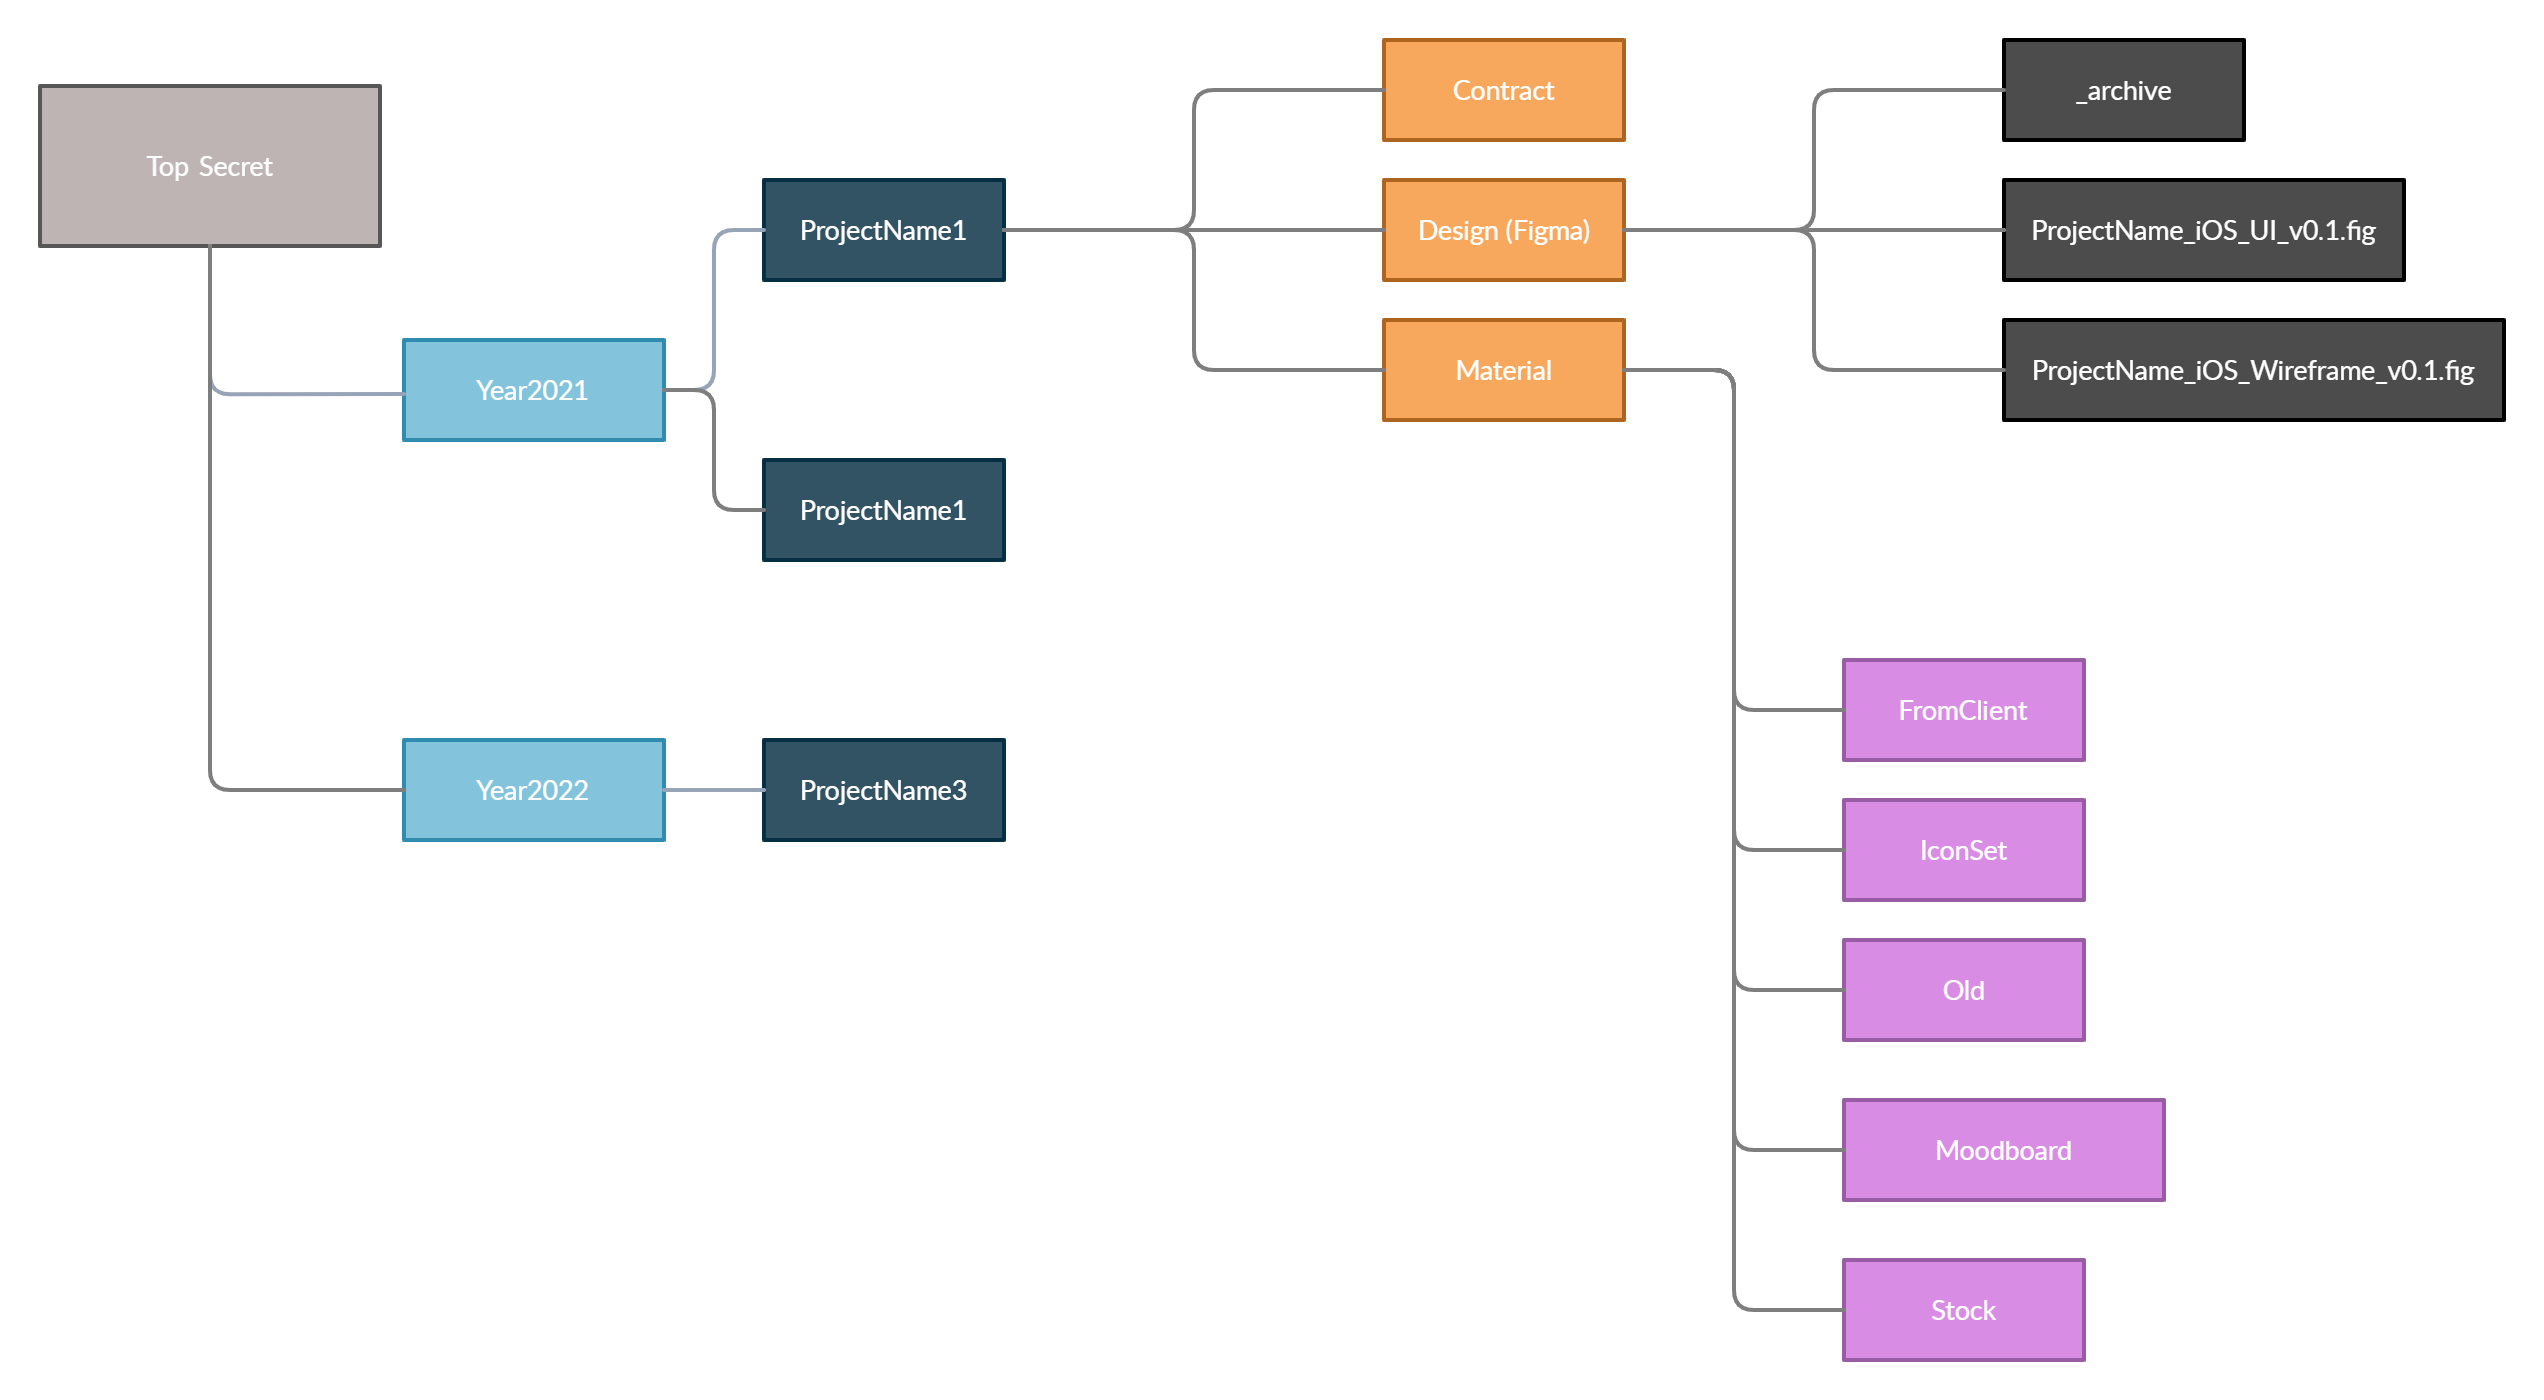 Top Secret
Year2021
ProjectName1
ProjectName1
Year2022
ProjectName3
Contract
Design (Figma)
Material
_archive
ProjectName_iOS_UI_v0.1.fig
ProjectName_iOS_Wireframe_v0.1.fig
FromClient
IconSet
Old
Moodboard
Stock